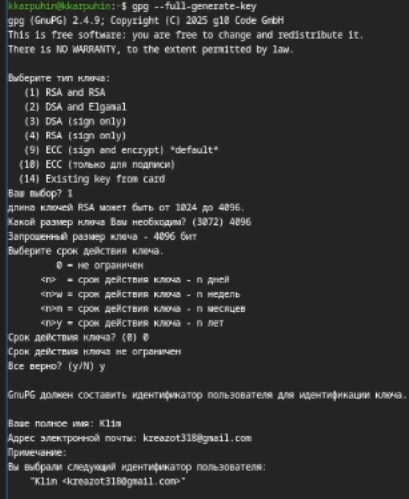 kkarpuhin@kkarpuhin:~$ gpg --full-generate-key
gpg (GnuPG) 2.4.9; Copyright (C) 2025 g10 Code GmbH
This is free software: you are free to change and redistribute it.
There is NO WARRANTY, to the extent permitted by law.
Выберите тип ключа:
(1) RSA and RSA
(2) DSA and Elgamal
(3) DSA (sign only)
(4) RSA (sign only)
(9) ECC (sign and encrypt) *default*
(10) ECC (только для подписи)
(14) Existing key from card
Ваш выбор? 1
длина ключей RSA может быть от 1024 до 4096.
Какой размер ключа Вам необходим? (3072) 4096
Запрошенный размер ключа - 4096 бит
Выберите срок действия ключа.
0 = не ограничен
<n> = срок действия ключа - n дней
<n>w = срок действия ключа - n недель
<n>m = срок действия ключа - n месяцев
<n>y = срок действия ключа - n лет
Срок действия ключа? (0) 0
Срок действия ключа не ограничен
Все верно? (y/N) y
GnuPG должен составить идентификатор пользователя для идентификации ключа.
Ваше полное имя: Klim
Адрес электронной почты: kreazot318@gmail.com
Примечание:
Вы выбрали следующий идентификатор пользователя:
"Klim <kreazot318@gmail.com>"